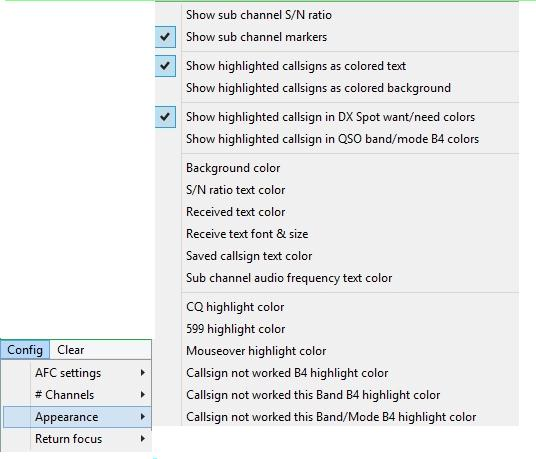 Show sub channel S/N ratio
Show sub channel markers
Show highlighted callsigns as colored text
Show highlighted callsigns as colored background
Show highlighted callsign in DX Spot want/need colors
Show highlighted callsign in QSO band/mode B4 colors
Background color
S/N ratio text color
Received text color
Receive text font & size
Saved callsign text color
Sub channel audio frequency text color
CQ highlight color
599 highlight color
Mouseover highlight color
Callsign not worked B4 highlight color
Callsign not worked this Band B4 highlight color
Callsign not worked this Band/Mode B4 highlight color
Config Clear
AFC settings
# Channels
Appearance
Return focus